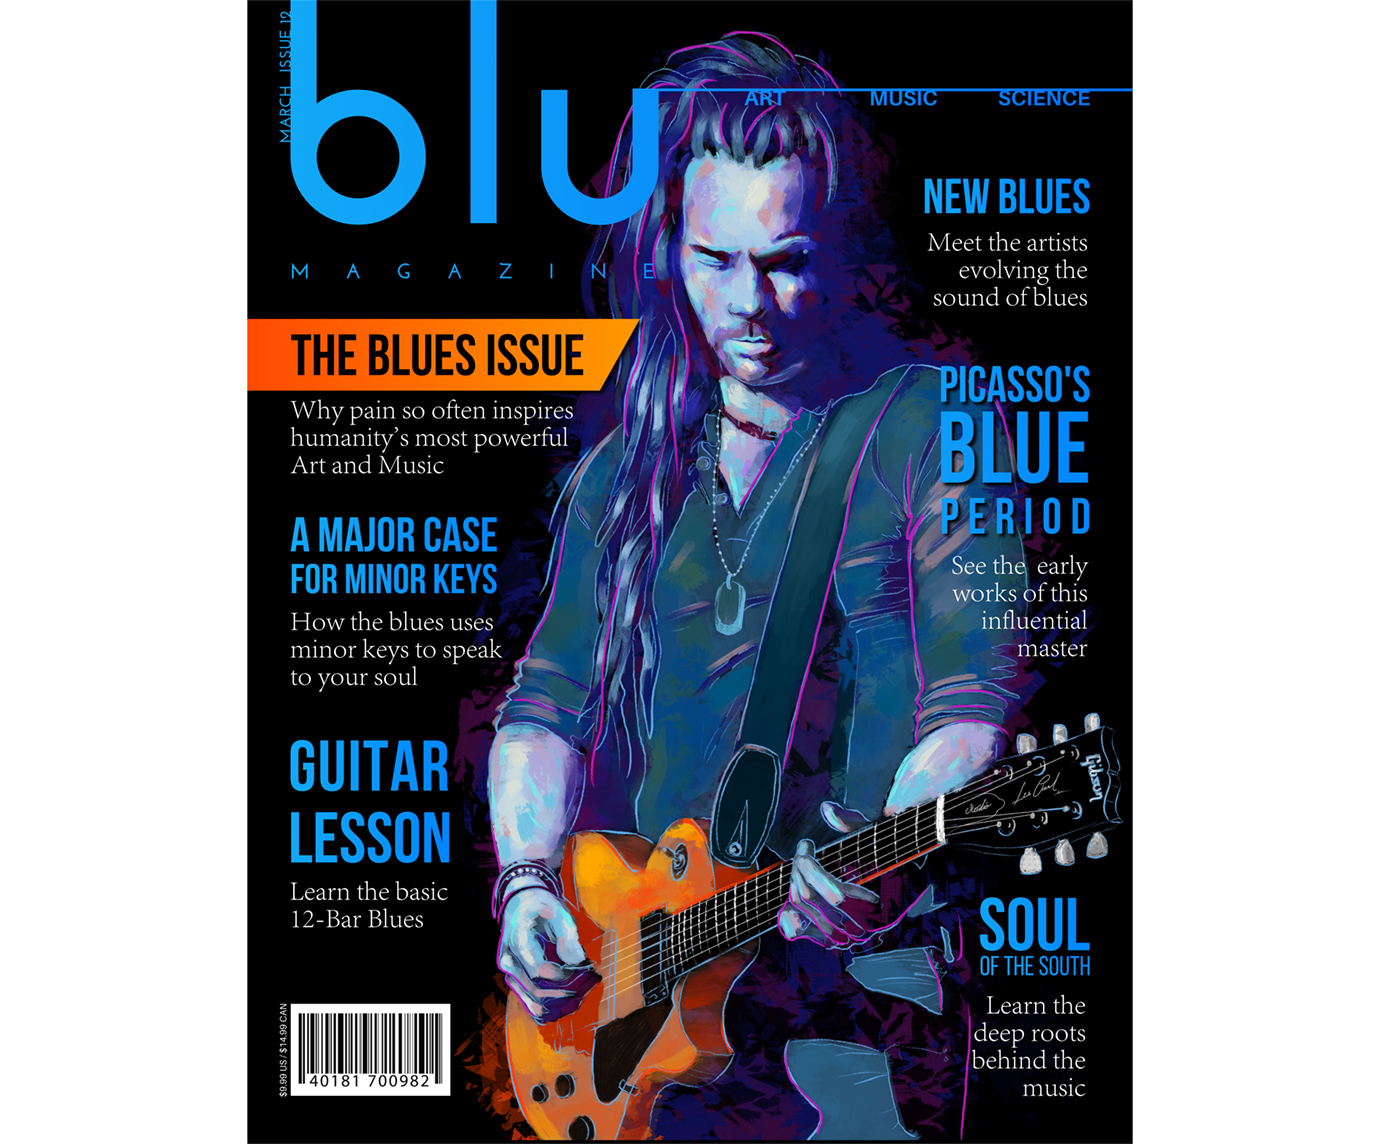 MARCH ISSUE 12
blu
MAGAZINE
ART MUSIC SCIENCE
THE BLUES ISSUE
Why pain so often inspires
humanity’s most powerful
Art and Music
A MAJOR CASE
FOR MINOR KEYS
How the blues uses
minor keys to speak
to your soul
GUITAR
LESSON
Learn the basic
12-Bar Blues
$9.99 US / $14.99 CAN
40181 700982
NEW BLUES
Meet the artists
evolving the
sound of blues
PICASSO'S
BLUE
PERIOD
See the early
works of this
influential
master
Gibson
Les Paul
SOUL
OF THE SOUTH
Learn the
deep roots
behind the
music